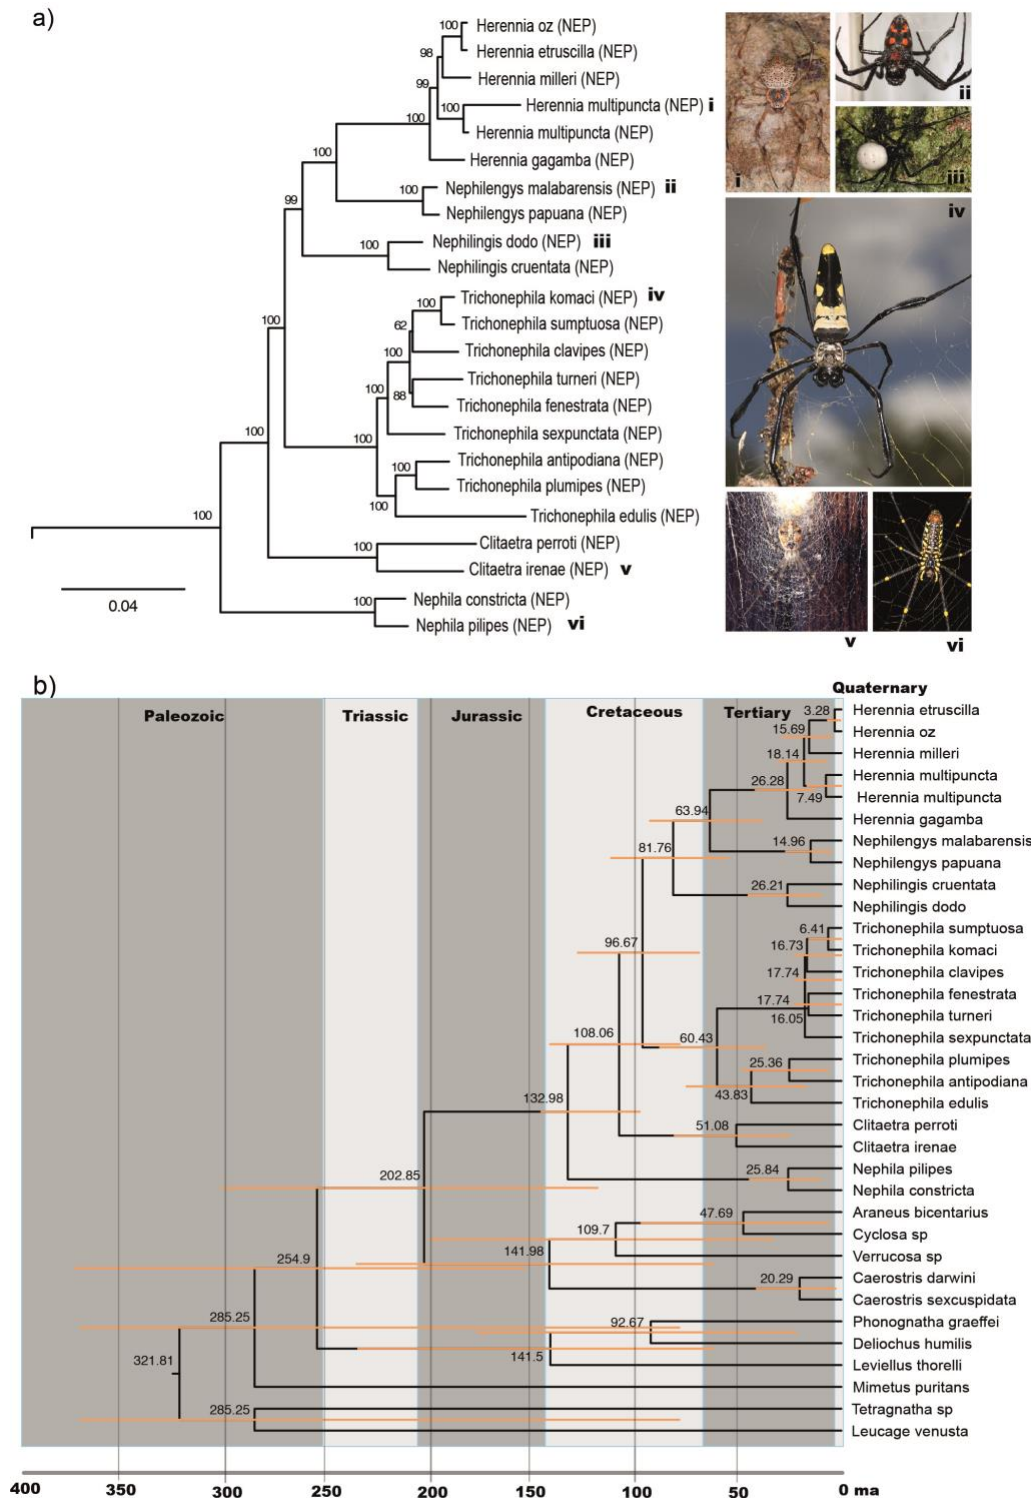 a)
Herennia oz (NEP)
Herennia etruscilla (NEP)
Herennia milleri (NEP)
Herennia multipuncta (NEP) i
Herennia multipuncta (NEP)
Herennia gagamba (NEP)
Nephilengys malabarensis (NEP) ii
Nephilengys papuana (NEP)
Nephilingis dodo (NEP) iii
Nephilingis cruentata (NEP)
Trichonephila komaci (NEP) iv
Trichonephila sumptuosa (NEP)
Trichonephila clavipes (NEP)
Trichonephila turneri (NEP)
Trichonephila fenestrata (NEP)
Trichonephila sexpunctata (NEP)
Trichonephila antipodiana (NEP)
Trichonephila plumipes (NEP)
Trichonephila edulis (NEP)
Clitaetra perroti (NEP)
Clitaetra irenae (NEP) v
Nephila constricta (NEP)
Nephila pilipes (NEP) vi
100
98
99
100
100
100
100
99
100
100
100
62
100
88
100
100
100
100
100
100
100
100
0.04
i
ii
iii
iv
v
vi
b)
Quaternary
Paleozoic
Triassic
Jurassic
Cretaceous
Tertiary
Herennia etruscilla
Herennia oz
Herennia milleri
Herennia multipuncta
Herennia multipuncta
Herennia gagamba
Nephilengys malabarensis
Nephilengys papuana
Nephilingis cruentata
Nephilingis dodo
Trichonephila sumptuosa
Trichonephila komaci
Trichonephila clavipes
Trichonephila fenestrata
Trichonephila turneri
Trichonephila sexpunctata
Trichonephila plumipes
Trichonephila antipodiana
Trichonephila edulis
Clitaetra perroti
Clitaetra irenae
Nephila pilipes
Nephila constricta
Araneus bicentarius
Cyclosa sp
Verrucosa sp
Caerostris darwini
Caerostris sexcuspidata
Phonognatha graeffei
Deliochus humilis
Leviellus thorelli
Mimetus puritans
Tetragnatha sp
Leucage venusta
3.28
15.69
18.14
26.28
7.49
63.94
14.96
81.76
26.21
6.41
16.73
96.67
17.74
17.74
16.05
108.06
60.43
25.36
43.83
132.98
51.08
202.85
25.84
47.69
109.7
254.9
141.98
20.29
285.25
92.67
321.81
141.5
285.25
400
350
300
250
200
150
100
50
0 ma